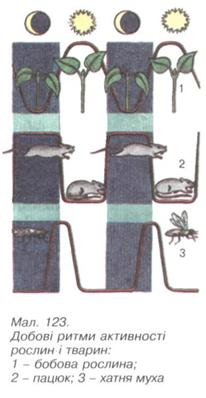 1
2
3
Мал. 123.
Добові ритми активності
рослин і тварин:
1 – бобова рослина;
2 – пацюк; 3 – хатня муха